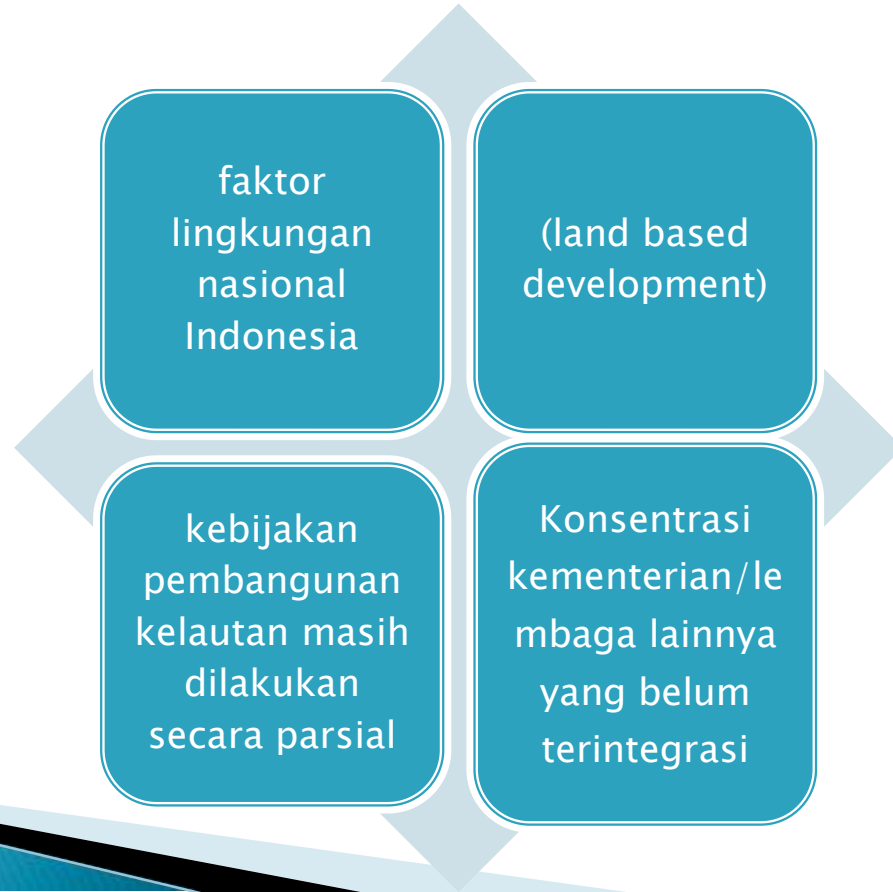 faktor
lingkungan
nasional
Indonesia
(land based
development)
kebijakan
pembangunan
kelautan masih
dilakukan
secara parsial
Konsentrasi
kementerian/le
mbaga lainnya
yang belum
terintegrasi